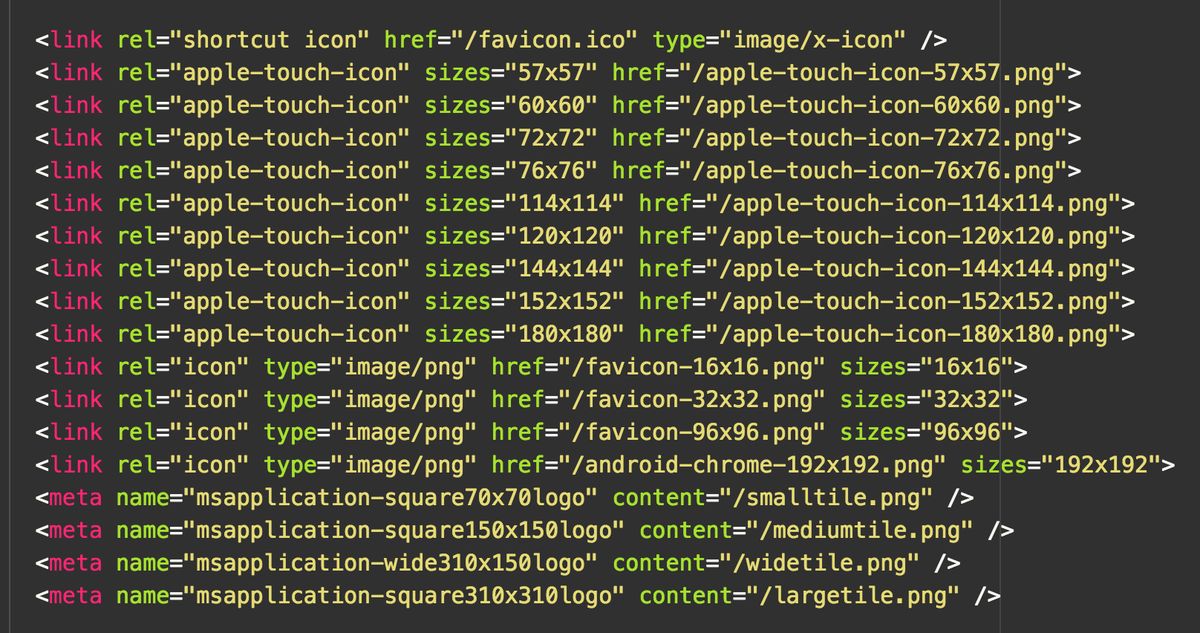 <link rel="shortcut icon" href="/favicon.ico" type="image/x-icon" />
<link rel="apple-touch-icon" sizes="57x57" href="/apple-touch-icon-57x57.png">
<link rel="apple-touch-icon" sizes="60x60" href="/apple-touch-icon-60x60.png">
<link rel="apple-touch-icon" sizes="72x72" href="/apple-touch-icon-72x72.png">
<link rel="apple-touch-icon" sizes="76x76" href="/apple-touch-icon-76x76.png">
<link rel="apple-touch-icon" sizes="114x114" href="/apple-touch-icon-114x114.png">
<link rel="apple-touch-icon" sizes="120x120" href="/apple-touch-icon-120x120.png">
<link rel="apple-touch-icon" sizes="144x144" href="/apple-touch-icon-144x144.png">
<link rel="apple-touch-icon" sizes="152x152" href="/apple-touch-icon-152x152.png">
<link rel="apple-touch-icon" sizes="180x180" href="/apple-touch-icon-180x180.png">
<link rel="icon" type="image/png" href="/favicon-16x16.png" sizes="16x16">
<link rel="icon" type="image/png" href="/favicon-32x32.png" sizes="32x32">
<link rel="icon" type="image/png" href="/favicon-96x96.png" sizes="96x96">
<link rel="icon" type="image/png" href="/android-chrome-192x192.png" sizes="192x192">
<meta name="msapplication-square70x70logo" content="/smalltile.png" />
<meta name="msapplication-square150x150logo" content="/mediumtile.png" />
<meta name="msapplication-wide310x150logo" content="/widetile.png" />
<meta name="msapplication-square310x310logo" content="/largetile.png" />